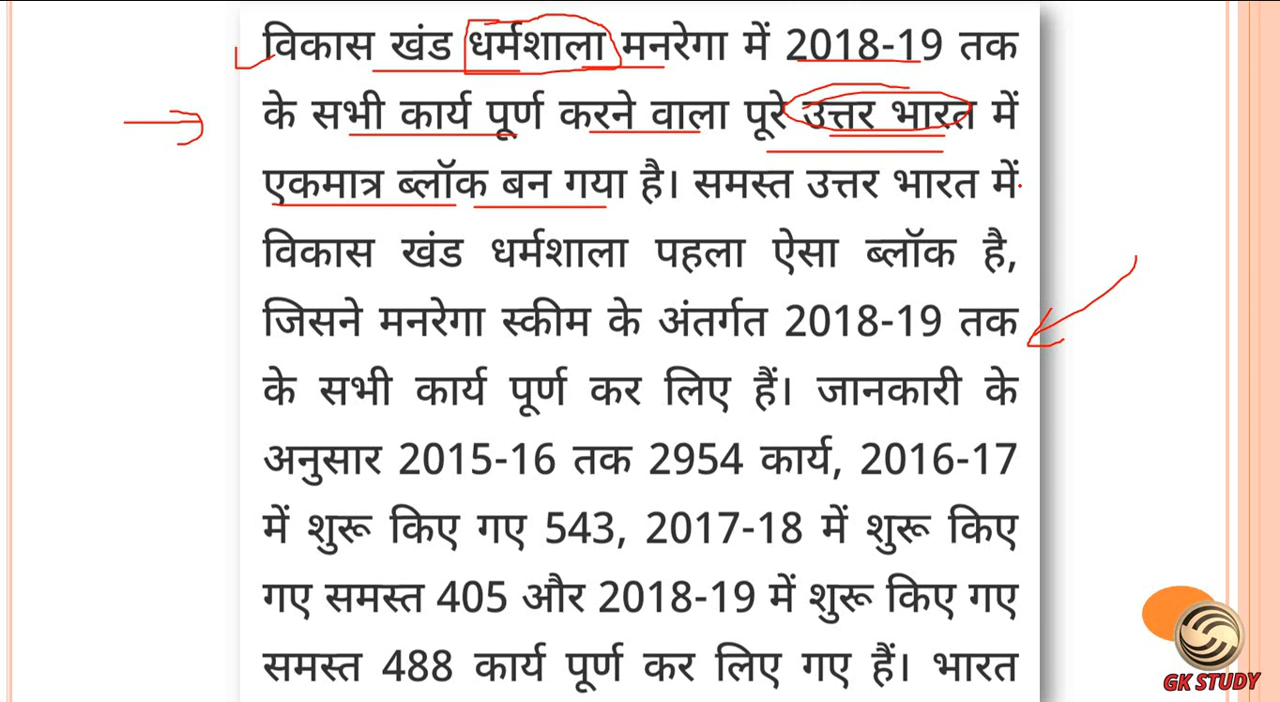 विकास खंड धर्मशाला मनरेगा में 2018-19 तक
के सभी कार्य पूर्ण करने वाला पूरे उत्तर भारत में
एकमात्र ब्लॉक बन गया है। समस्त उत्तर भारत में
विकास खंड धर्मशाला पहला ऐसा ब्लॉक है,
जिसने मनरेगा स्कीम के अंतर्गत 2018-19 तक
के सभी कार्य पूर्ण कर लिए हैं। जानकारी के
अनुसार 2015-16 तक 2954 कार्य, 2016-17
में शुरू किए गए 543, 2017-18 में शुरू किए
गए समस्त 405 और 2018-19 में शुरू किए गए
समस्त 488 कार्य पूर्ण कर लिए गए हैं। भारत
GK STUDY